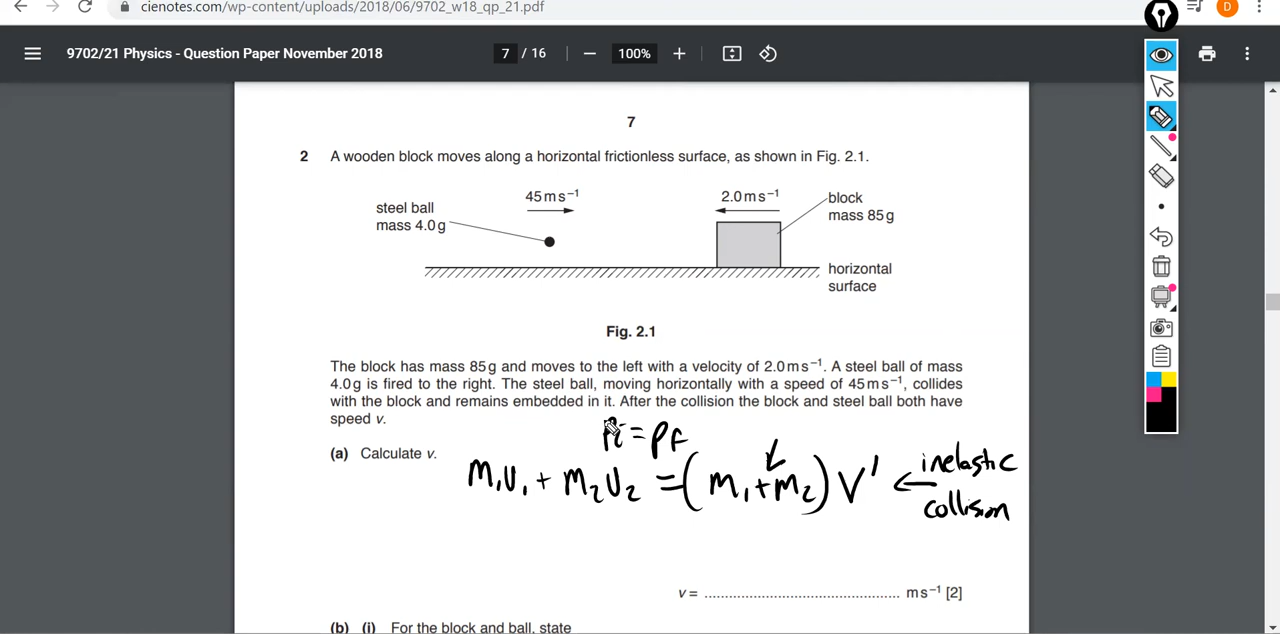 cienotes.com/wp-content/uploads/2018/06/9702_w18_qp_21.pdf
D
9702/21 Physics - Question Paper November 2018
7 / 16
100%
7
2 A wooden block moves along a horizontal frictionless surface, as shown in Fig. 2.1.
45 m s⁻¹
2.0 m s⁻¹
block
mass 85 g
steel ball
mass 4.0 g
horizontal
surface
Fig. 2.1
The block has mass 85 g and moves to the left with a velocity of 2.0 m s⁻¹. A steel ball of mass
4.0 g is fired to the right. The steel ball, moving horizontally with a speed of 45 m s⁻¹, collides
with the block and remains embedded in it. After the collision the block and steel ball both have
speed v.
Pi = Pf
(a) Calculate v.
m₁U₁ + m₂U₂ = (m₁+m₂) V' ← inelastic
collision
v = ............................................... m s⁻¹ [2]
(b) (i) For the block and ball, state